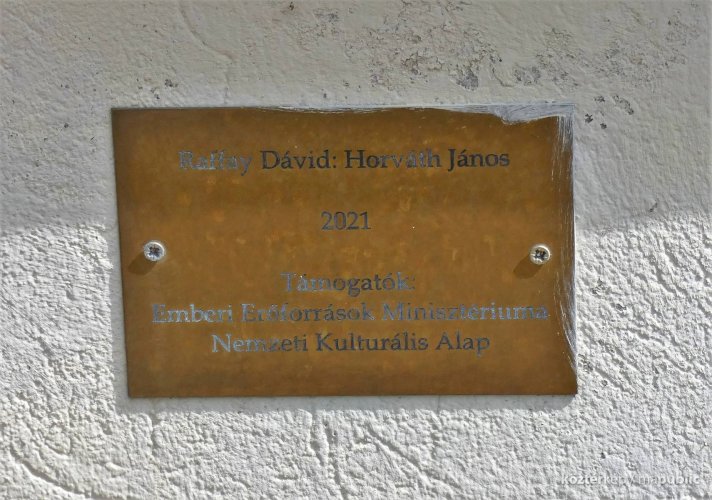 Raffay Dávid: Horváth János
2021
Támogatók:
Emberi Erőforrások Minisztériuma
Nemzeti Kulturális Alap